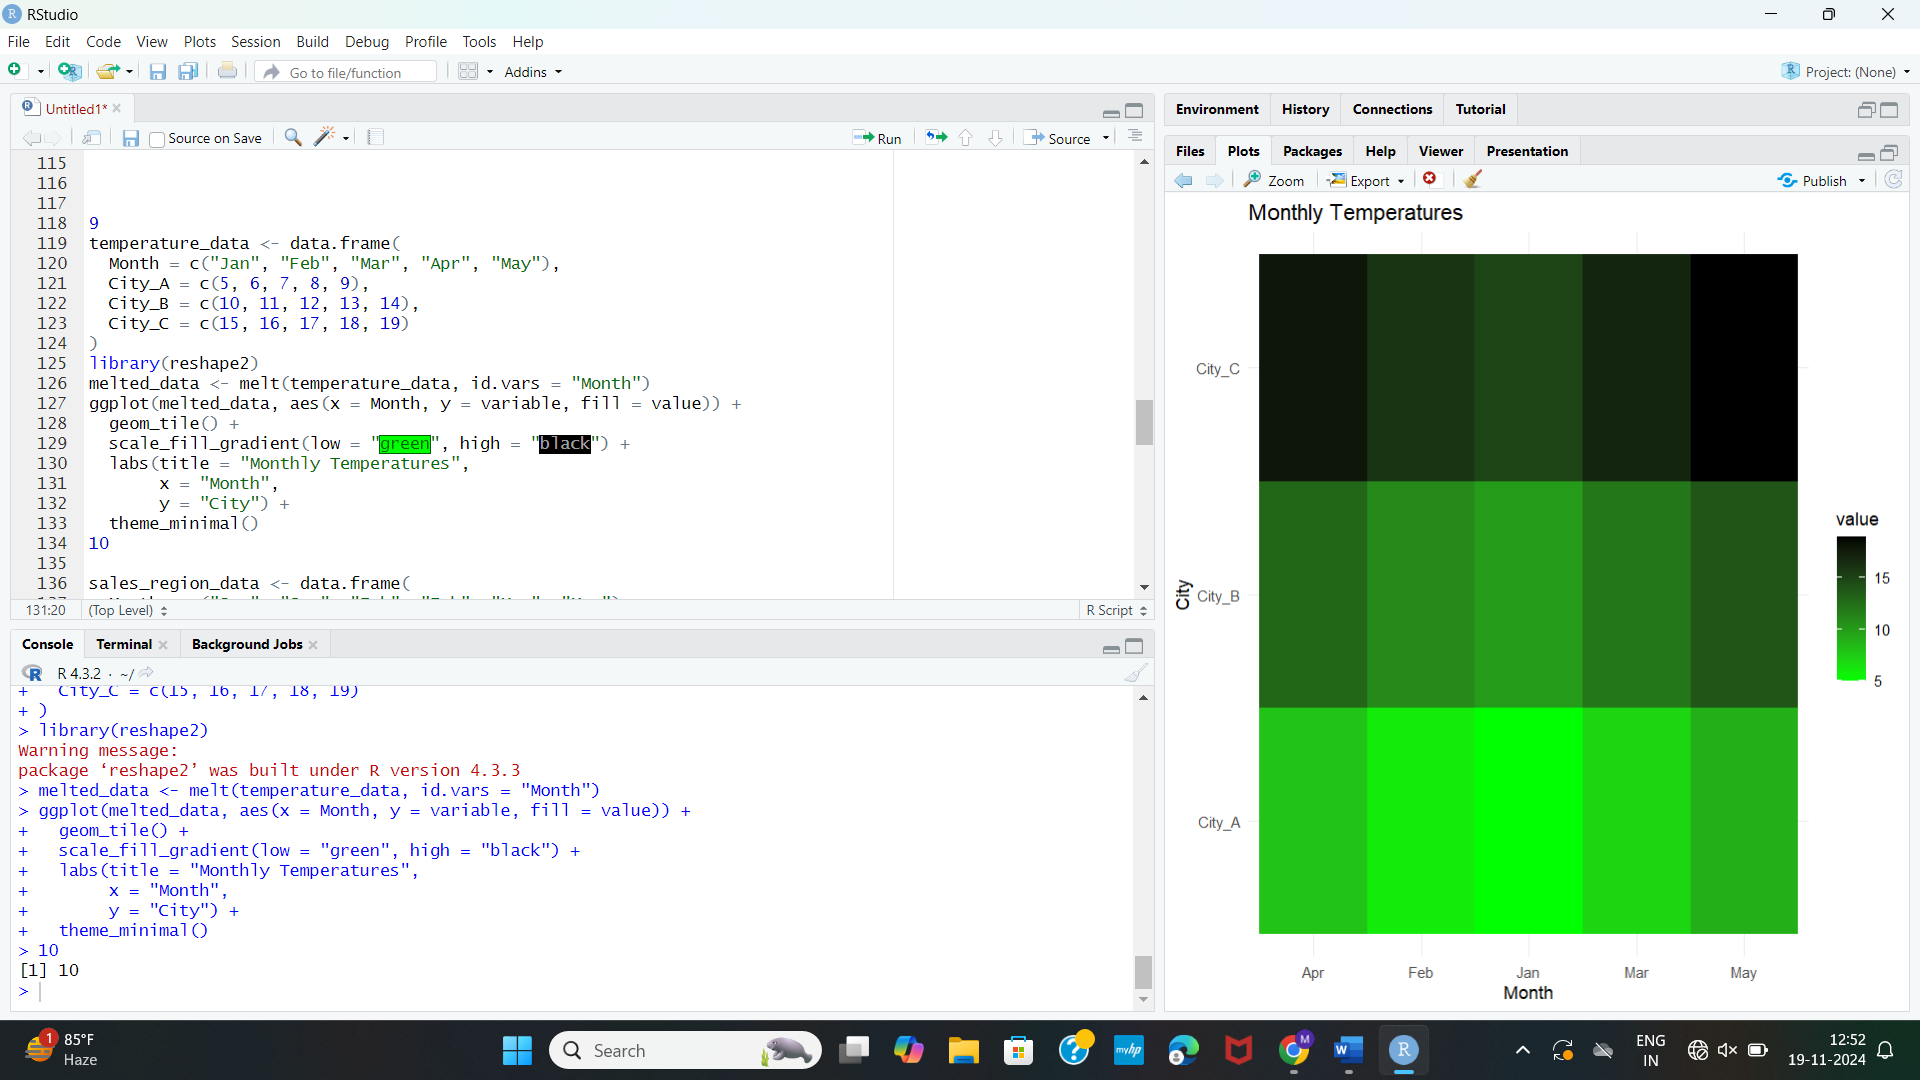 RStudio
File Edit Code View Plots Session Build Debug Profile Tools Help
Go to file/function Addins Project: (None)
Untitled1*
Source on Save Run Source
115
116
117
118 9
119 temperature_data <- data.frame(
120 Month = c("Jan", "Feb", "Mar", "Apr", "May"),
121 City_A = c(5, 6, 7, 8, 9),
122 City_B = c(10, 11, 12, 13, 14),
123 City_C = c(15, 16, 17, 18, 19)
124 )
125 library(reshape2)
126 melted_data <- melt(temperature_data, id.vars = "Month")
127 ggplot(melted_data, aes(x = Month, y = variable, fill = value)) +
128 geom_tile() +
129 scale_fill_gradient(low = "green", high = "black") +
130 labs(title = "Monthly Temperatures",
131 x = "Month",
132 y = "City") +
133 theme_minimal()
134 10
135
136 sales_region_data <- data.frame(
131:20 (Top Level) R Script
Console Terminal Background Jobs
R 4.3.2 · ~/
+ City_C = c(15, 16, 17, 18, 19)
+ )
> library(reshape2)
Warning message:
package ‘reshape2’ was built under R version 4.3.3
> melted_data <- melt(temperature_data, id.vars = "Month")
> ggplot(melted_data, aes(x = Month, y = variable, fill = value)) +
+ geom_tile() +
+ scale_fill_gradient(low = "green", high = "black") +
+ labs(title = "Monthly Temperatures",
+ x = "Month",
+ y = "City") +
+ theme_minimal()
> 10
[1] 10
>
Environment History Connections Tutorial
Files Plots Packages Help Viewer Presentation
Zoom Export Publish
Monthly Temperatures
City_C
City_B
City_A
City
Apr Feb Jan Mar May
Month
value
15
10
5
1
85°F
Haze
Search
myhp
M
ENG
IN
12:52
19-11-2024